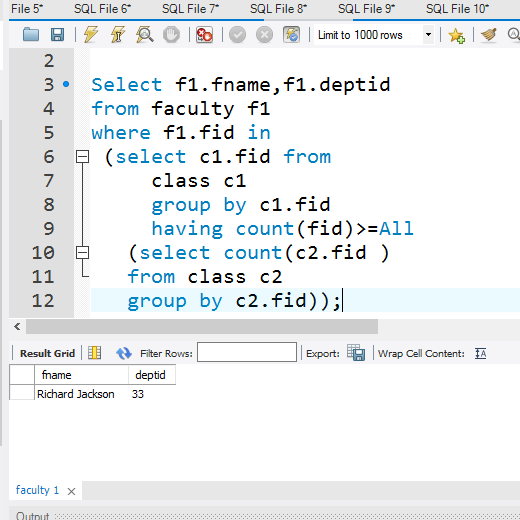 File 5* SQL File 6* SQL File 7* SQL File 8* SQL File 9* SQL File 10*
Limit to 1000 rows
2
3 Select f1.fname,f1.deptid
4 from faculty f1
5 where f1.fid in
6 (select c1.fid from
7 class c1
8 group by c1.fid
9 having count(fid)>=All
10 (select count(c2.fid )
11 from class c2
12 group by c2.fid));
Result Grid Filter Rows: Export: Wrap Cell Content: IA
fname deptid
Richard Jackson 33
faculty 1 x
Output